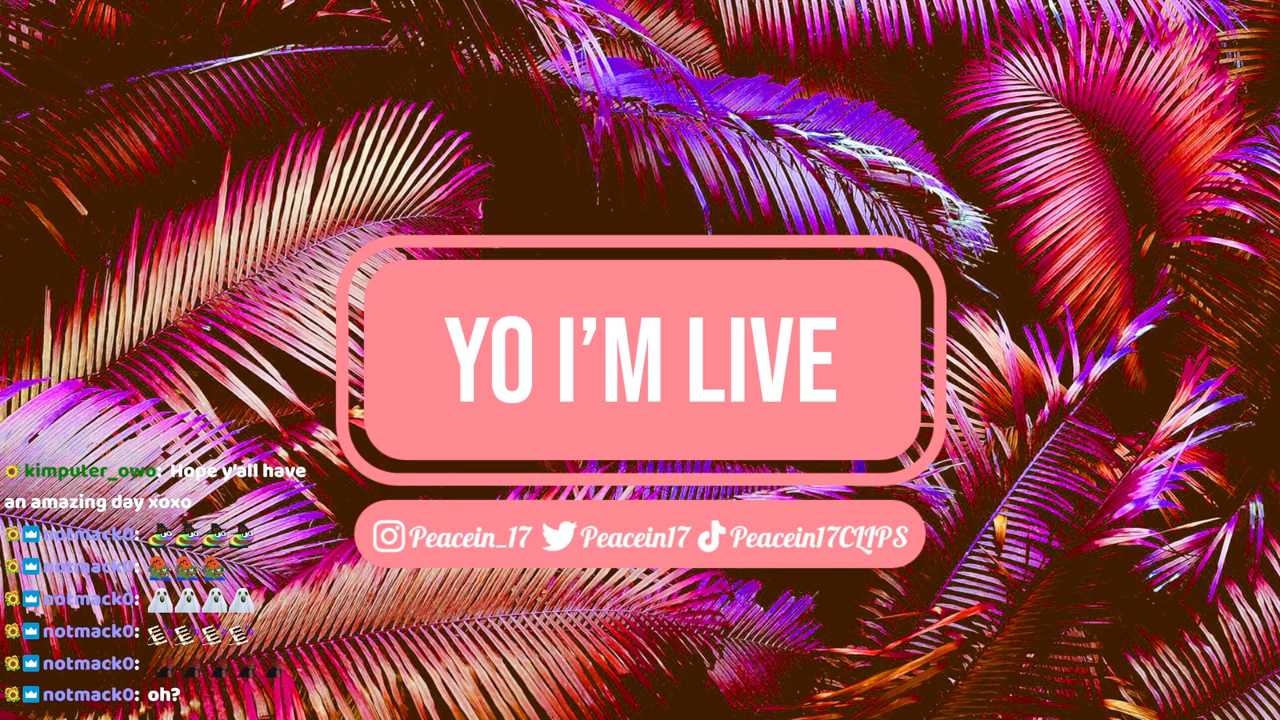 YO I’M LIVE
Peacein_17 Peacein17 Peacein17CLIPS
kimputer_owo: Hope y'all have
an amazing day xoxo
notmack0:
notmack0:
notmack0:
notmack0:
notmack0:
notmack0: oh?